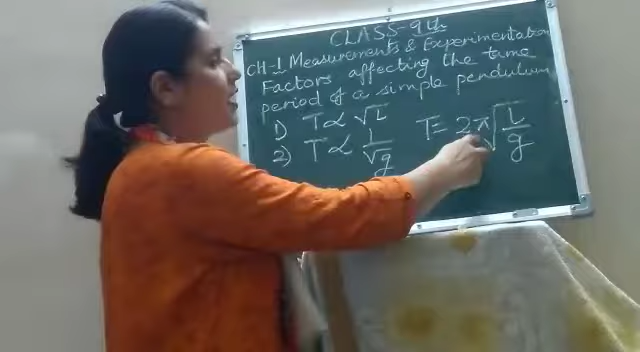 CLASS-9th
CH-1 Measurements & Experimentation
Factors affecting the time
period of a simple pendulum
1) T∝ √L
2) T∝ 1/√g
T= 2π√L/g